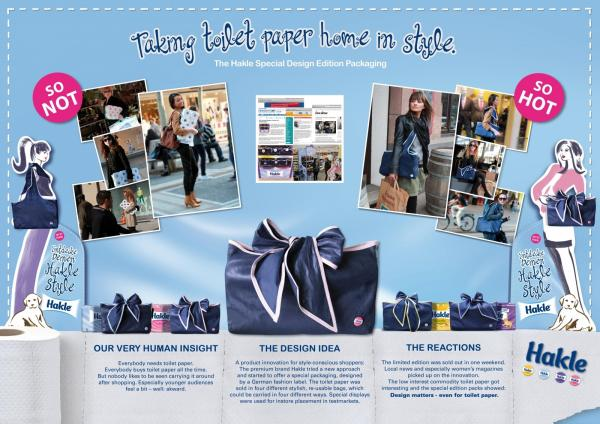 Taking toilet paper home in style.
The Hakle Special Design Edition Packaging
SO
NOT
SO
HOT
Hakle
Style
Hakle
Hakle
Hakle
Style
Hakle
OUR VERY HUMAN INSIGHT
Everybody needs toilet paper.
Everybody buys toilet paper all the time.
But nobody likes to be seen carrying it around
after shopping. Especially younger audiences
feel a bit – well: akward.
THE DESIGN IDEA
A product innovation for style-conscious shoppers:
The premium brand Hakle tried a new approach
and started to offer a special packaging, designed
by a German fashion label. The toilet paper was
sold in four different stylish, re-usable bags, which
could be carried in four different ways. Special displays
were used for instore placement in testmarkets.
THE REACTIONS
The limited edition was sold out in one weekend.
Local news and especially women's magazines
picked up on the innovation.
The low interest commodity toilet paper got
interesting and the special edition packs showed:
Design matters - even for toilet paper.
Hakle